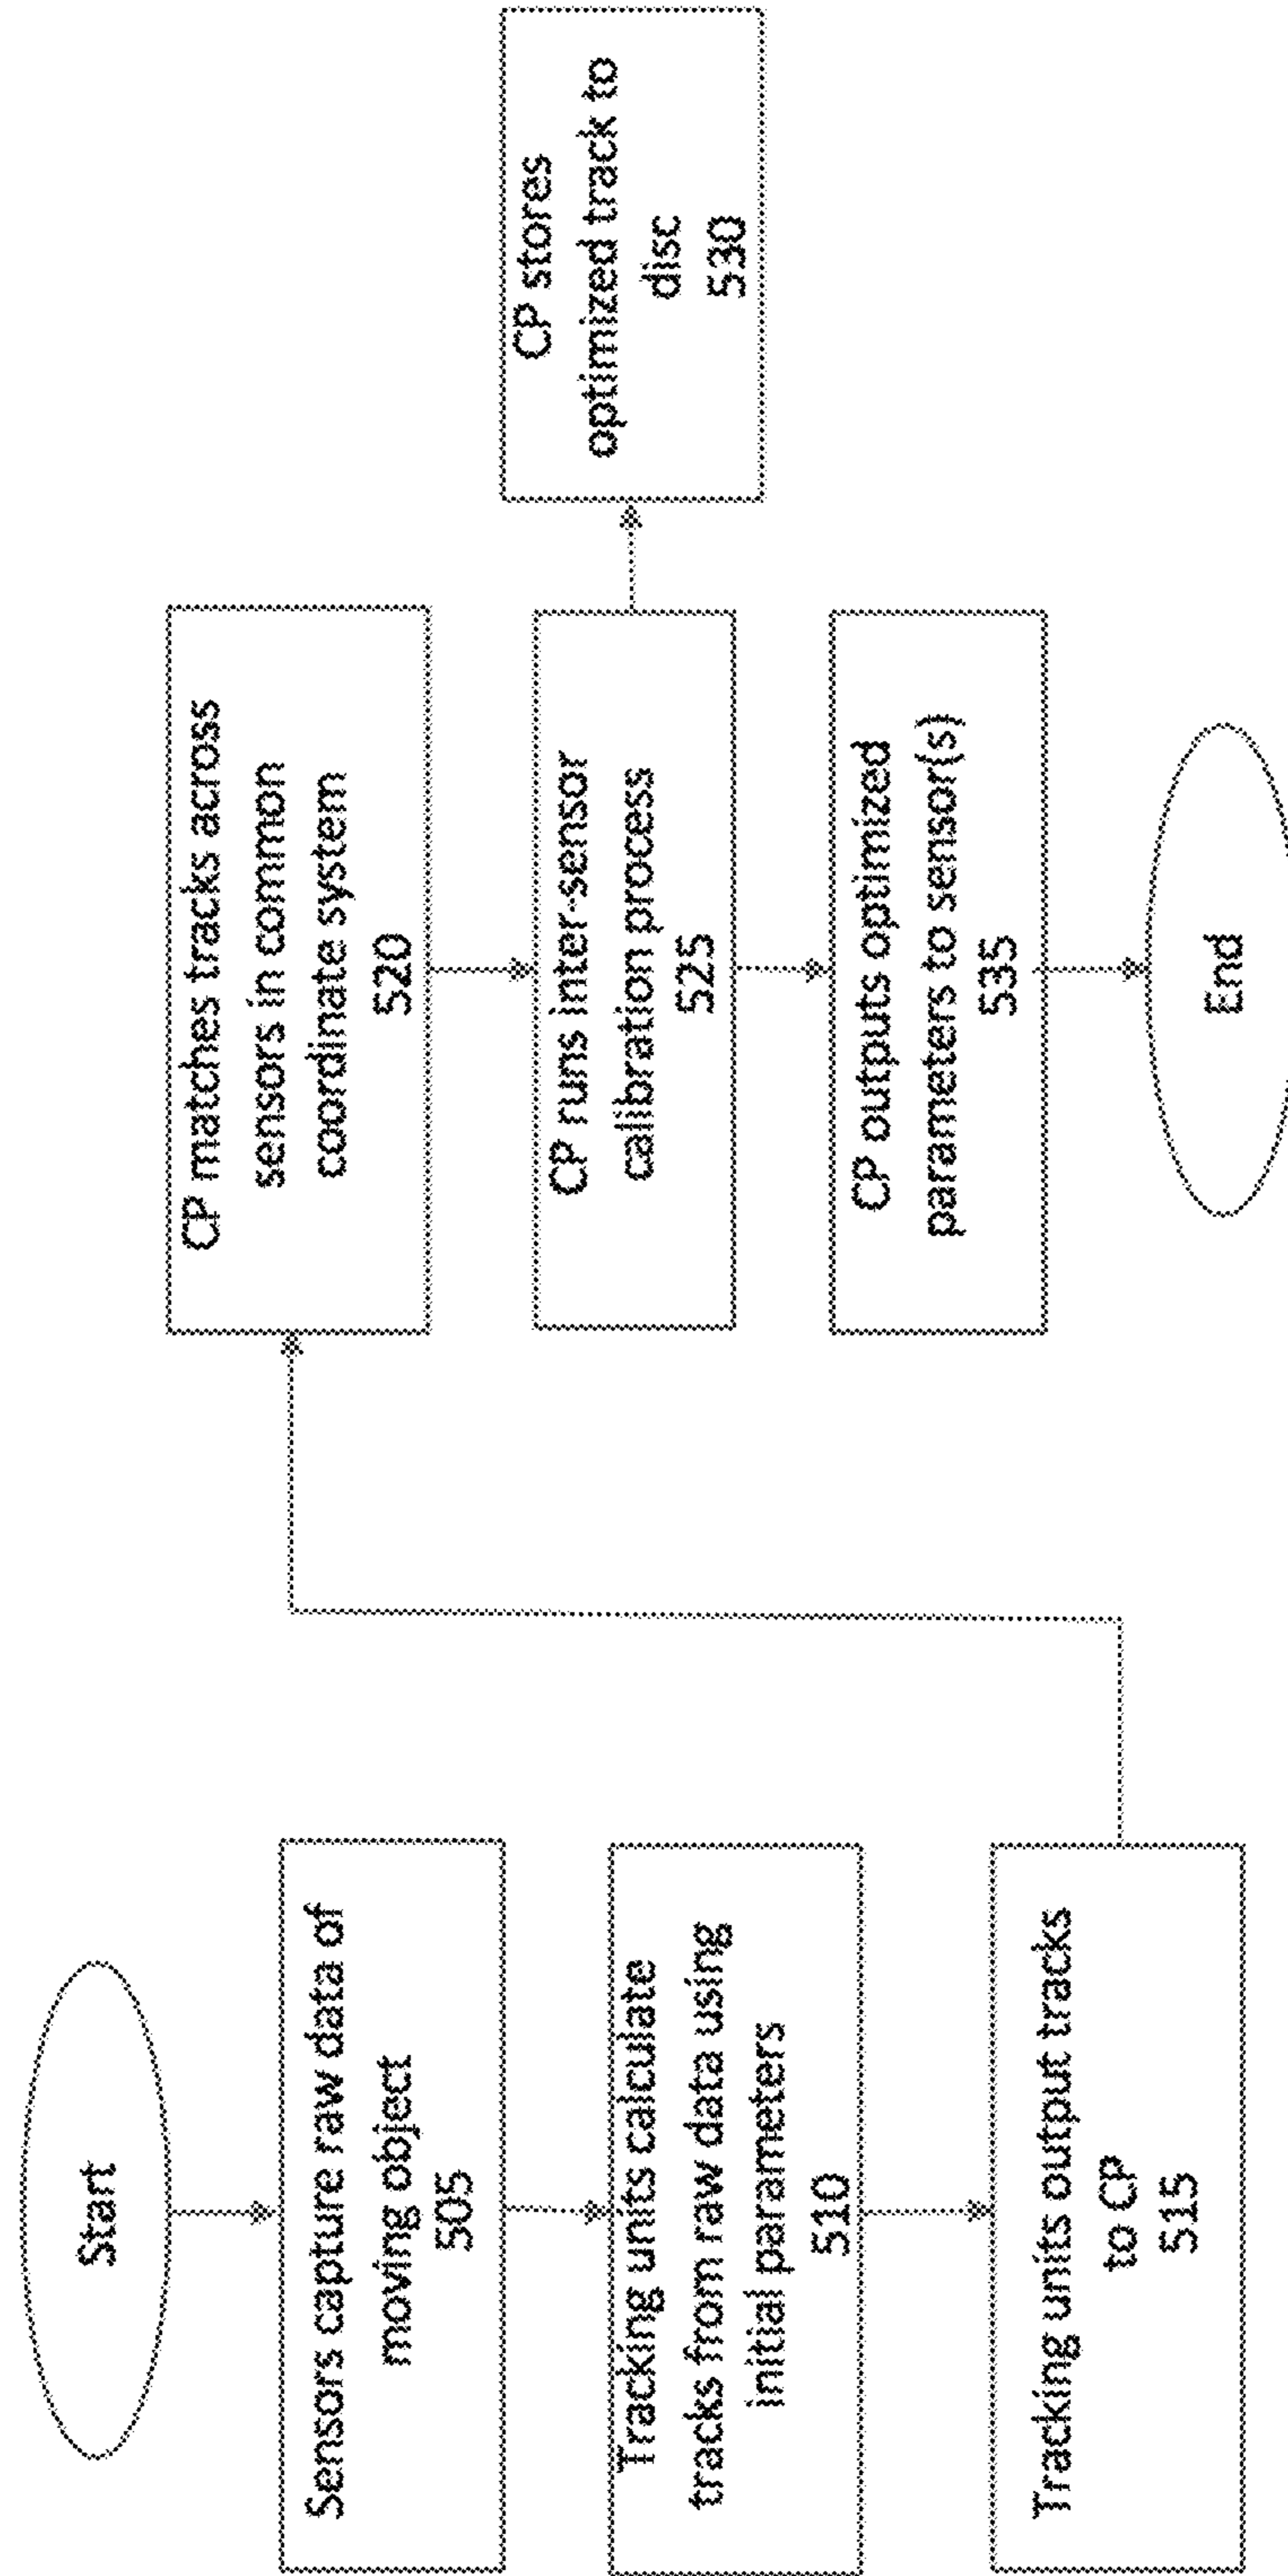 Start
Sensors capture raw data of
moving object
505
Tracking units calculate
tracks from raw data using
initial parameters
510
Tracking units output tracks
to CP
515
CP matches tracks across
sensors in common
coordinate system
520
CP runs inter-sensor
calibration process
525
CP stores
optimized track to
disc
530
CP outputs optimized
parameters to sensor(s)
535
End